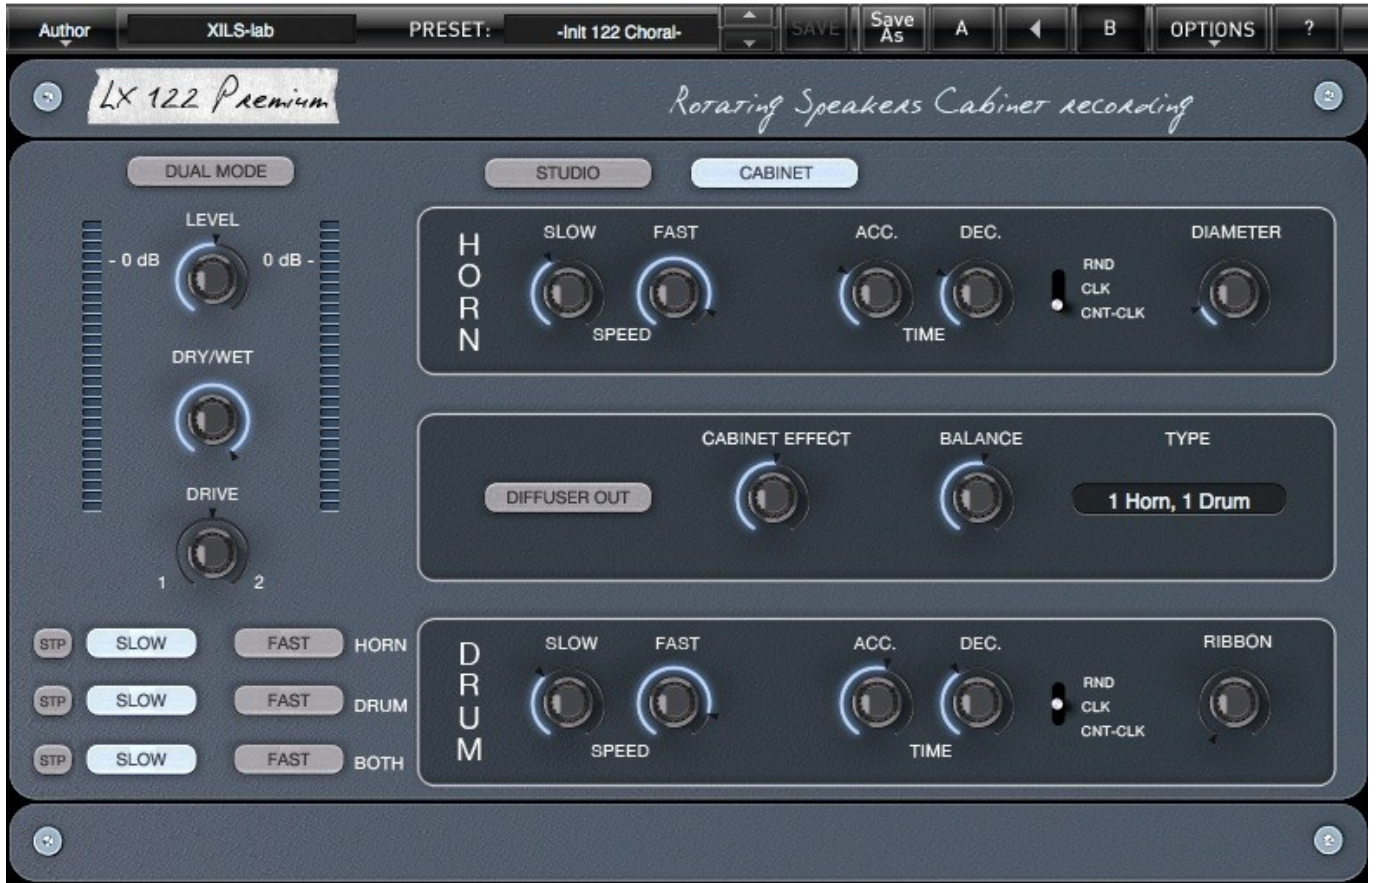 Author XILS-lab PRESET: -Init 122 Choral- SAVE Save As A B OPTIONS ?
LX 122 Premium Rotating Speakers Cabinet recording
DUAL MODE STUDIO CABINET
LEVEL
- 0 dB 0 dB -
DRY/WET
DRIVE
1 2
STP SLOW FAST HORN
STP SLOW FAST DRUM
STP SLOW FAST BOTH
HORN
SLOW FAST ACC. DEC. DIAMETER
RND
CLK
CNT-CLK
SPEED TIME
CABINET EFFECT BALANCE TYPE
DIFFUSER OUT 1 Horn, 1 Drum
DRUM
SLOW FAST ACC. DEC. RIBBON
RND
CLK
CNT-CLK
SPEED TIME